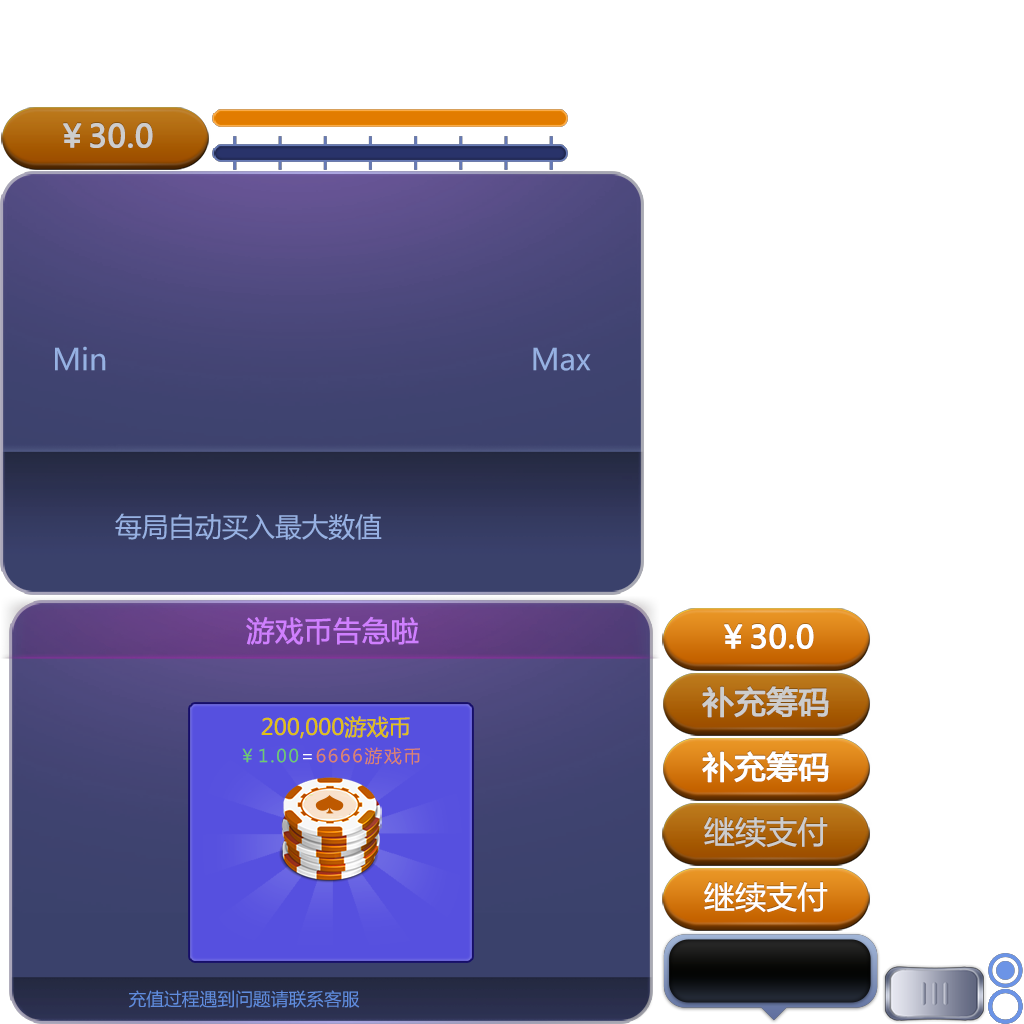 ¥ 30.0
Min
Max
每局自动买入最大数值
游戏币告急啦
200,000游戏币
¥ 1.00=6666游戏币
充值过程遇到问题请联系客服
¥ 30.0
补充筹码
补充筹码
继续支付
继续支付